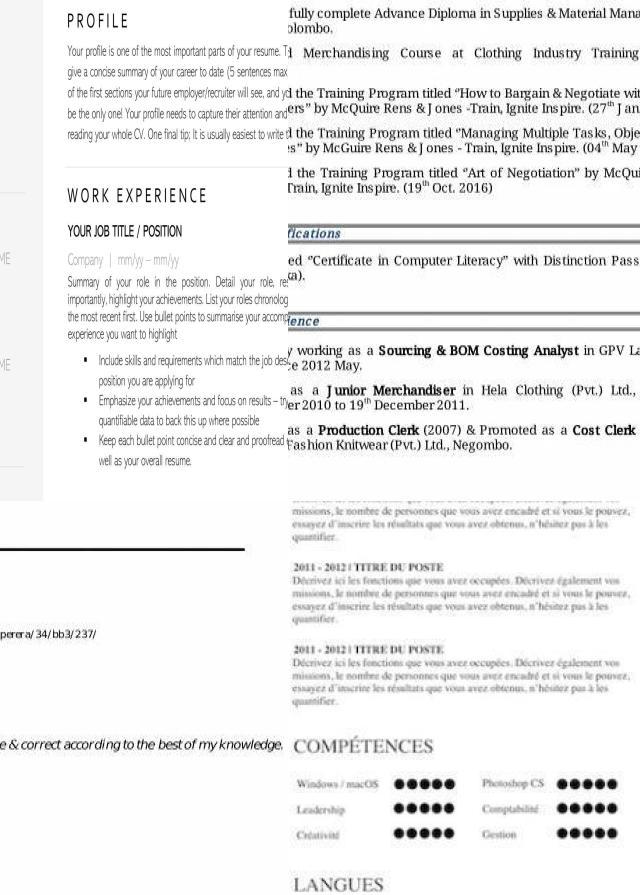 PROFILE
Your profile is one of the most important parts of your resume.
give a concise summary of your career to date (5 sentences max
of the first sections your future employer/recruiter will see, and
be the only one! Your profile needs to capture their attention and
reading your whole CV. One final tip; It is usually easiest to write
WORK EXPERIENCE
YOUR JOB TITLE / POSITION
Company | mm/yy – mm/yy
Summary of your role in the position. Detail your role,
importantly, highlight your achievements. List your roles
the most recent first. Use bullet points to summarise your
experience you want to highlight
▪ Include skills and requirements which match the job
position you are applying for
▪ Emphasize your achievements and focus on results –
quantifiable data to back this up where possible
▪ Keep each bullet point concise and clear and proofread
well as your overall resume.
ME
ME
fully complete Advance Diploma in Supplies & Material Mana
olombo.
Merchandising Course at Clothing Industry Training
d the Training Program titled “How to Bargain & Negotiate wit
ers” by McQuire Rens & Jones -Train, Ignite Inspire. (27th Jan
d the Training Program titled “Managing Multiple Tasks, Obje
s” by McGuire Rens & Jones - Train, Ignite Inspire. (04th May
d the Training Program titled “Art of Negotiation” by McQui
Train, Ignite Inspire. (19th Oct. 2016)
fications
ed “Certificate in Computer Literacy” with Distinction Pass
ka).
ience
y working as a Sourcing & BOM Costing Analyst in GPV La
ce 2012 May.
as a Junior Merchandiser in Hela Clothing (Pvt.) Ltd.,
er 2010 to 19th December 2011.
as a Production Clerk (2007) & Promoted as a Cost Clerk
Fashion Knitwear (Pvt.) Ltd., Negombo.
perera/34/bb3/237/
e & correct according to the best of my knowledge.
missions, le nombre de personnes que vous avez encadré et si vous le pouvez,
essayez d'inscrire les résultats que vous avez obtenus, n'hésitez pas à les
quantifier.
2011 - 2012 | TITRE DU POSTE
Décrivez ici les fonctions que vous avez occupées. Décrivez également vos
missions, le nombre de personnes que vous avez encadré et si vous le pouvez,
essayez d'inscrire les résultats que vous avez obtenus, n'hésitez pas à les
quantifier.
2011 - 2012 | TITRE DU POSTE
Décrivez ici les fonctions que vous avez occupées. Décrivez également vos
missions, le nombre de personnes que vous avez encadré et si vous le pouvez,
essayez d'inscrire les résultats que vous avez obtenus, n'hésitez pas à les
quantifier.
COMPÉTENCES
Windows / macOS
Photoshop CS
Leadership
Comptabilité
Créativité
Gestion
LANGUES